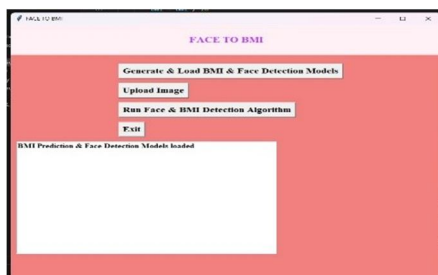 FACE TO BMI
FACE TO BMI
Generate & Load BMI & Face Detection Models
Upload Image
Run Face & BMI Detection Algorithm
Exit
BMI Prediction & Face Detection Models loaded